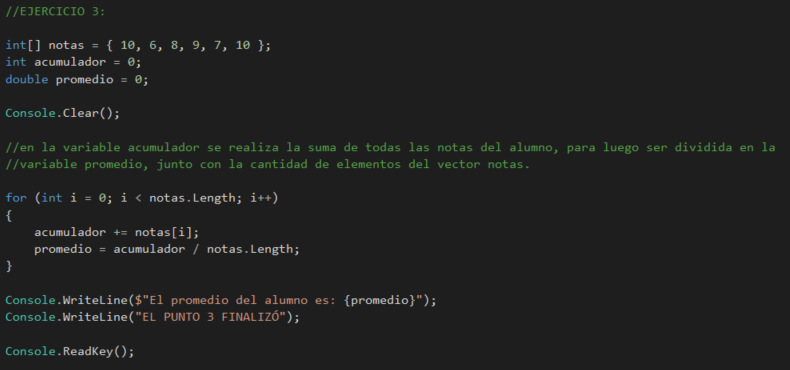 //EJERCICIO 3:
int[] notas = { 10, 6, 8, 9, 7, 10 };
int acumulador = 0;
double promedio = 0;
Console.Clear();
//en la variable acumulador se realiza la suma de todas las notas del alumno, para luego ser dividida en la
//variable promedio, junto con la cantidad de elementos del vector notas.
for (int i = 0; i < notas.Length; i++)
{
    acumulador += notas[i];
    promedio = acumulador / notas.Length;
}
Console.WriteLine($"El promedio del alumno es: {promedio}");
Console.WriteLine("EL PUNTO 3 FINALIZÓ");
Console.ReadKey();